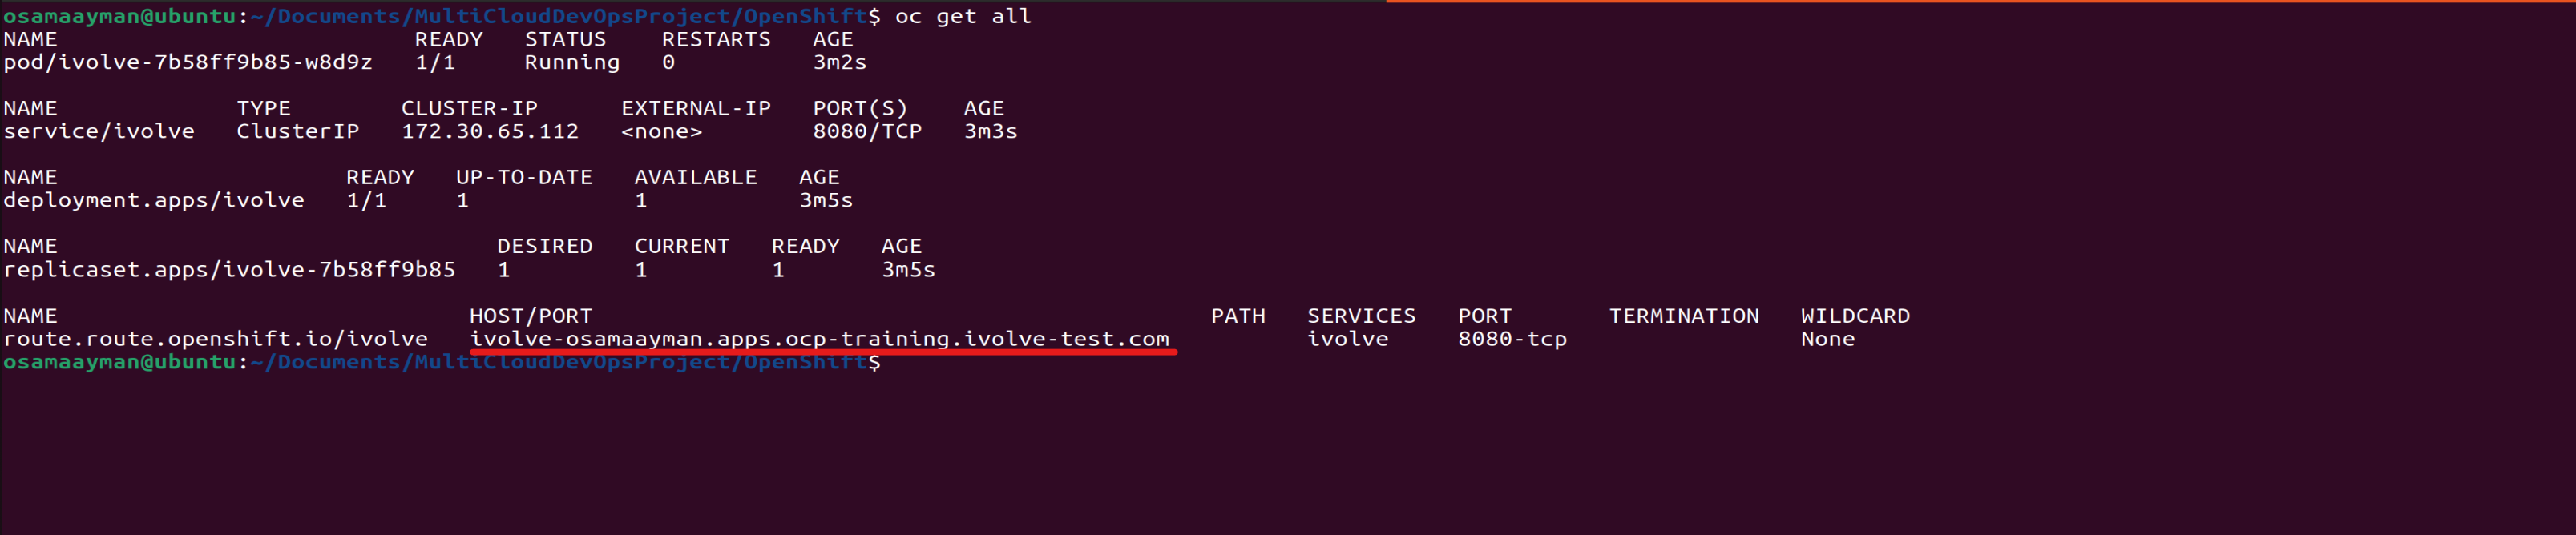 osamaayman@ubuntu:~/Documents/MultiCloudDevOpsProject/OpenShift$ oc get all
NAME                          READY   STATUS    RESTARTS   AGE
pod/ivolve-7b58ff9b85-w8d9z   1/1     Running   0          3m2s
NAME             TYPE        CLUSTER-IP      EXTERNAL-IP   PORT(S)    AGE
service/ivolve   ClusterIP   172.30.65.112   <none>        8080/TCP   3m3s
NAME                     READY   UP-TO-DATE   AVAILABLE   AGE
deployment.apps/ivolve   1/1     1            1           3m5s
NAME                                DESIRED   CURRENT   READY   AGE
replicaset.apps/ivolve-7b58ff9b85   1         1         1       3m5s
NAME                              HOST/PORT                                             PATH   SERVICES   PORT       TERMINATION   WILDCARD
route.route.openshift.io/ivolve   ivolve-osamaayman.apps.ocp-training.ivolve-test.com          ivolve     8080-tcp                 None
osamaayman@ubuntu:~/Documents/MultiCloudDevOpsProject/OpenShift$